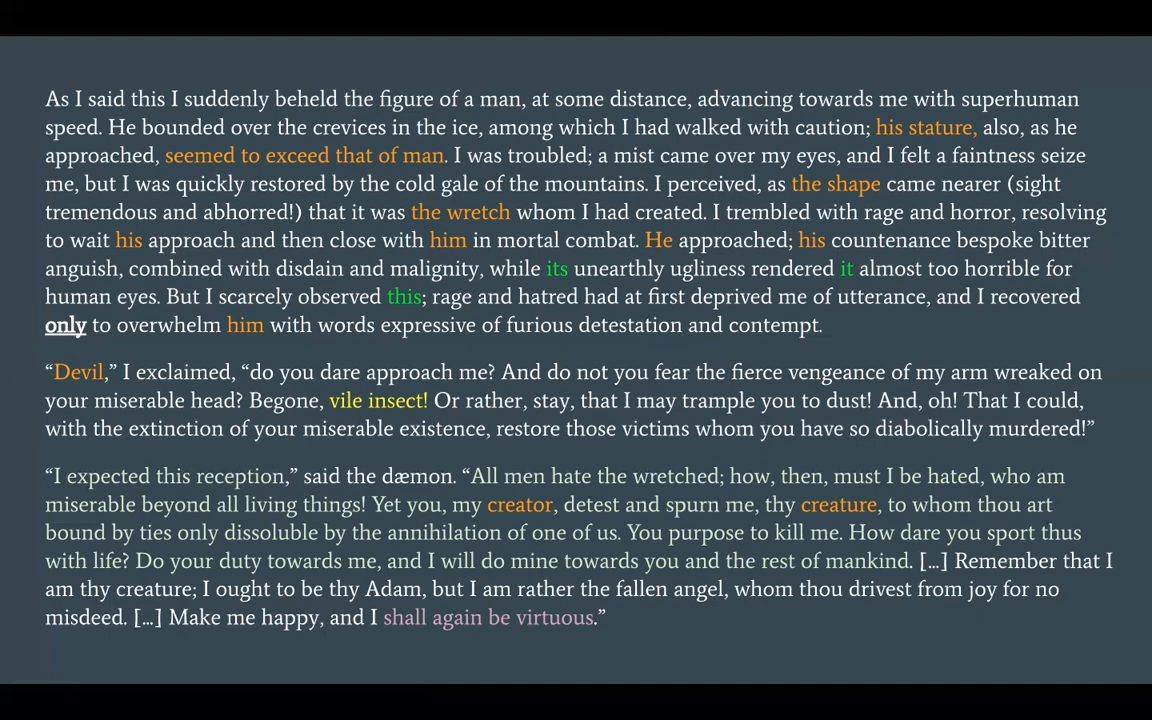 As I said this I suddenly beheld the figure of a man, at some distance, advancing towards me with superhuman
speed. He bounded over the crevices in the ice, among which I had walked with caution; his stature, also, as he
approached, seemed to exceed that of man. I was troubled; a mist came over my eyes, and I felt a faintness seize
me, but I was quickly restored by the cold gale of the mountains. I perceived, as the shape came nearer (sight
tremendous and abhorred!) that it was the wretch whom I had created. I trembled with rage and horror, resolving
to wait his approach and then close with him in mortal combat. He approached; his countenance bespoke bitter
anguish, combined with disdain and malignity, while its unearthly ugliness rendered it almost too horrible for
human eyes. But I scarcely observed this; rage and hatred had at first deprived me of utterance, and I recovered
only to overwhelm him with words expressive of furious detestation and contempt.
“Devil,” I exclaimed, “do you dare approach me? And do not you fear the fierce vengeance of my arm wreaked on
your miserable head? Begone, vile insect! Or rather, stay, that I may trample you to dust! And, oh! That I could,
with the extinction of your miserable existence, restore those victims whom you have so diabolically murdered!”
“I expected this reception,” said the dæmon. “All men hate the wretched; how, then, must I be hated, who am
miserable beyond all living things! Yet you, my creator, detest and spurn me, thy creature, to whom thou art
bound by ties only dissoluble by the annihilation of one of us. You purpose to kill me. How dare you sport thus
with life? Do your duty towards me, and I will do mine towards you and the rest of mankind. [...] Remember that I
am thy creature; I ought to be thy Adam, but I am rather the fallen angel, whom thou drivest from joy for no
misdeed. [...] Make me happy, and I shall again be virtuous.”